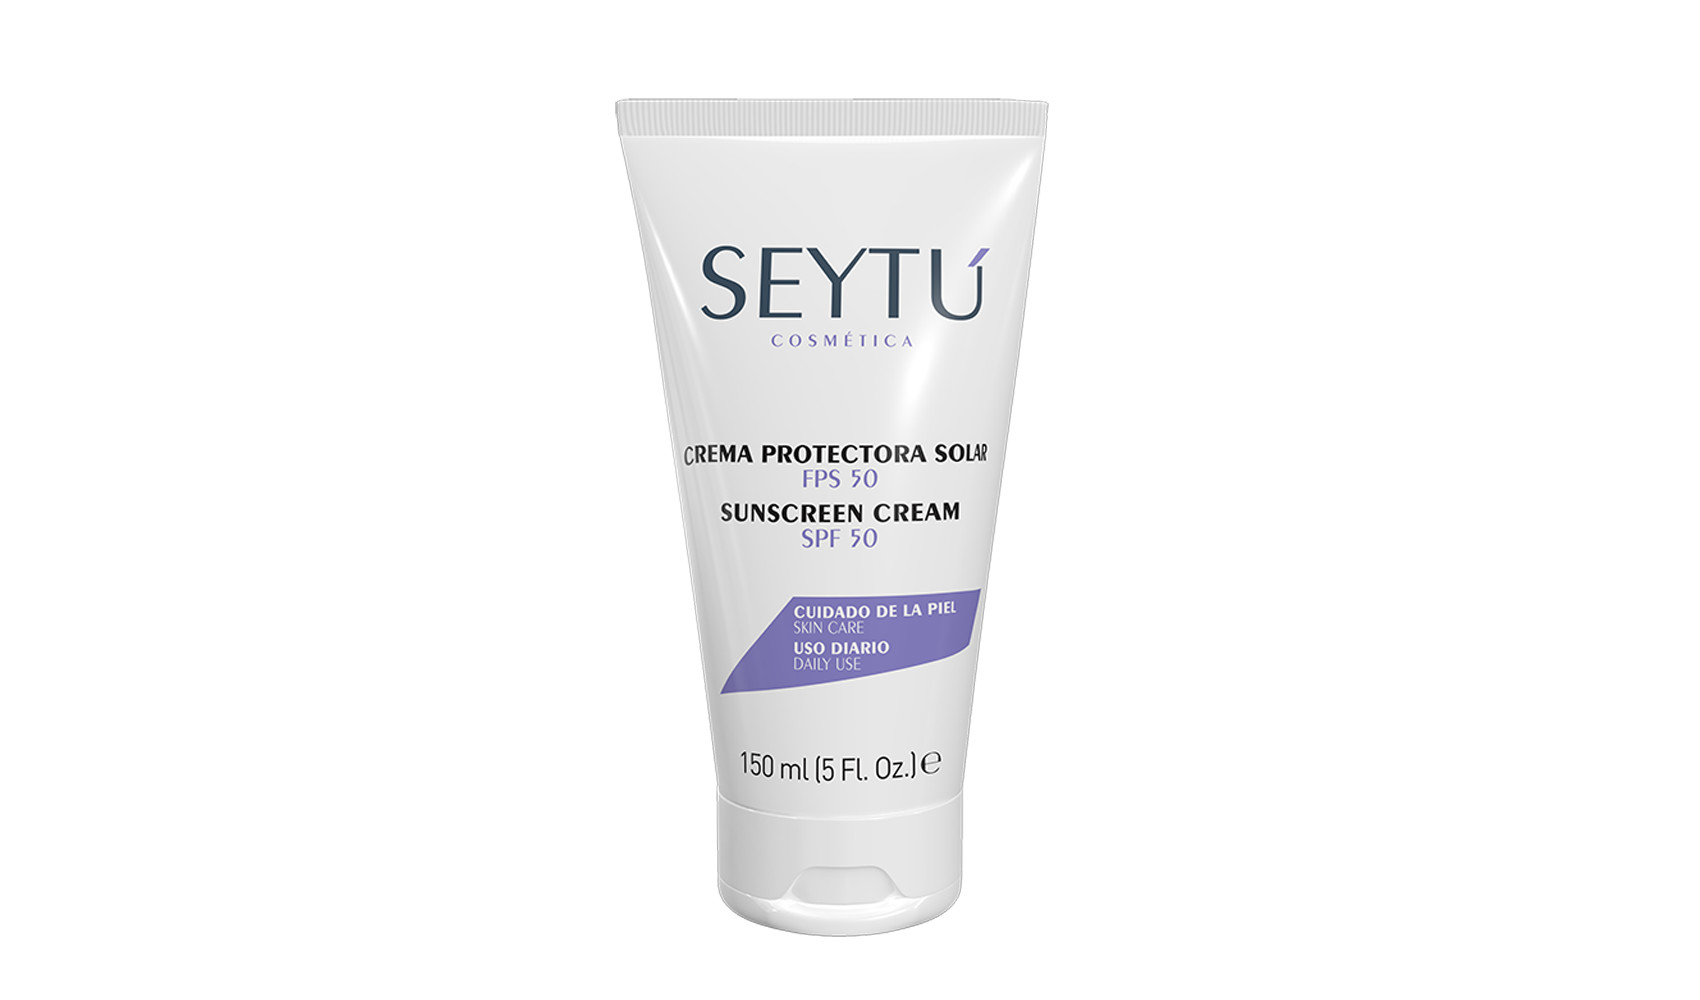 SEYTÚ
COSMÉTICA
CREMA PROTECTORA SOLAR
FPS 50
SUNSCREEN CREAM
SPF 50
CUIDADO DE LA PIEL
SKIN CARE
USO DIARIO
DAILY USE
150 ml (5 Fl. Oz.) ℮